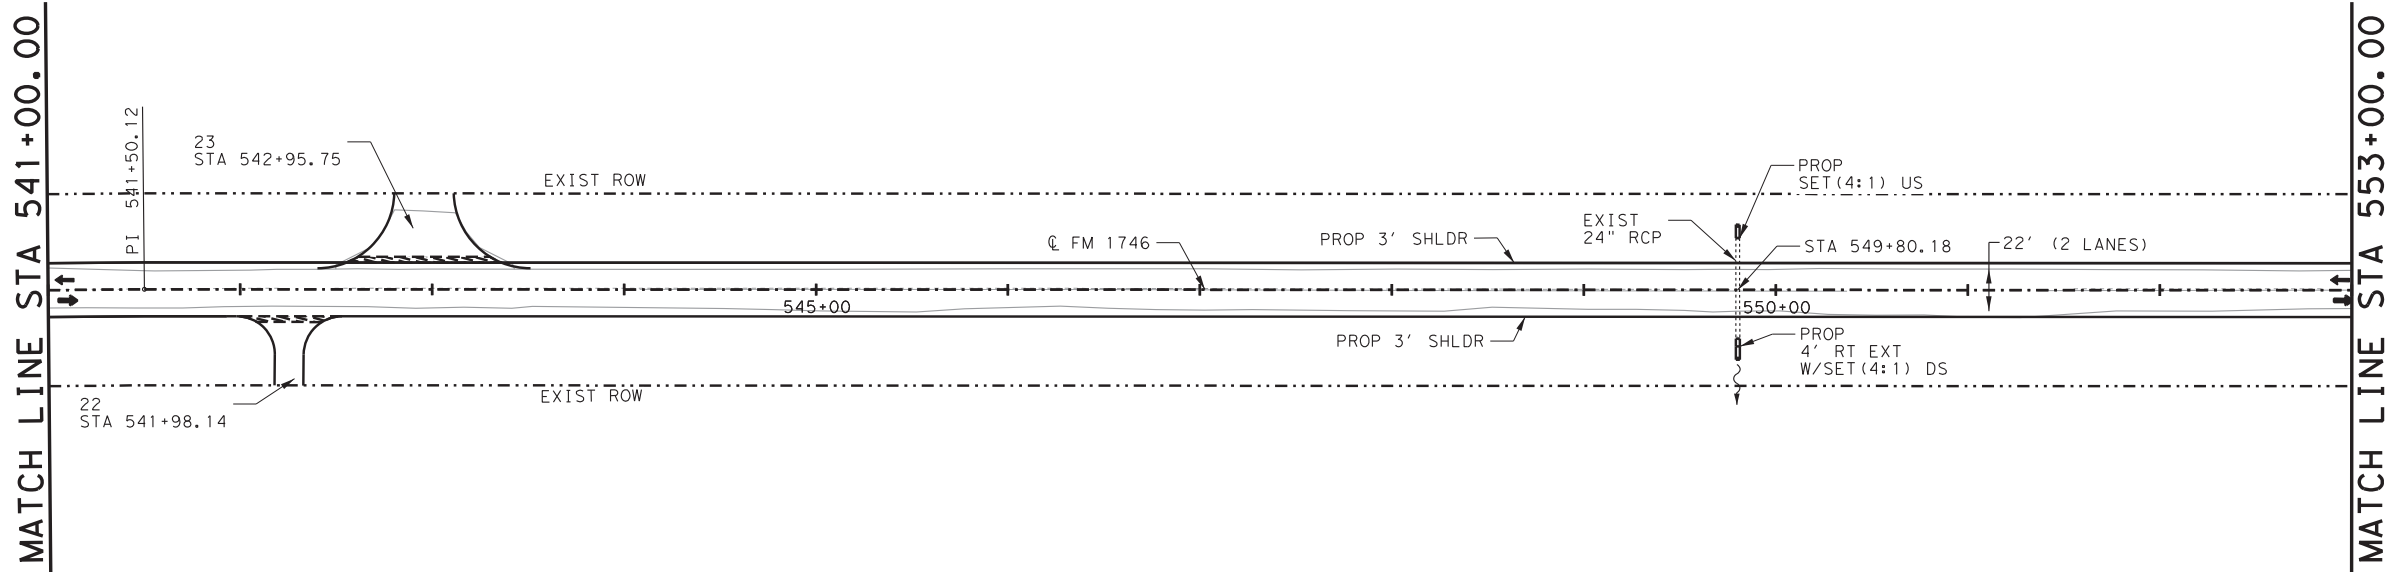 MATCH LINE STA 541+00.00
PI 541+50.12
23
STA 542+95.75
EXIST ROW
℄ FM 1746
PROP 3' SHLDR
EXIST
24" RCP
PROP
SET(4:1) US
STA 549+80.18
22' (2 LANES)
545+00
550+00
PROP 3' SHLDR
PROP
4' RT EXT
W/SET(4:1) DS
22
STA 541+98.14
EXIST ROW
MATCH LINE STA 553+00.00